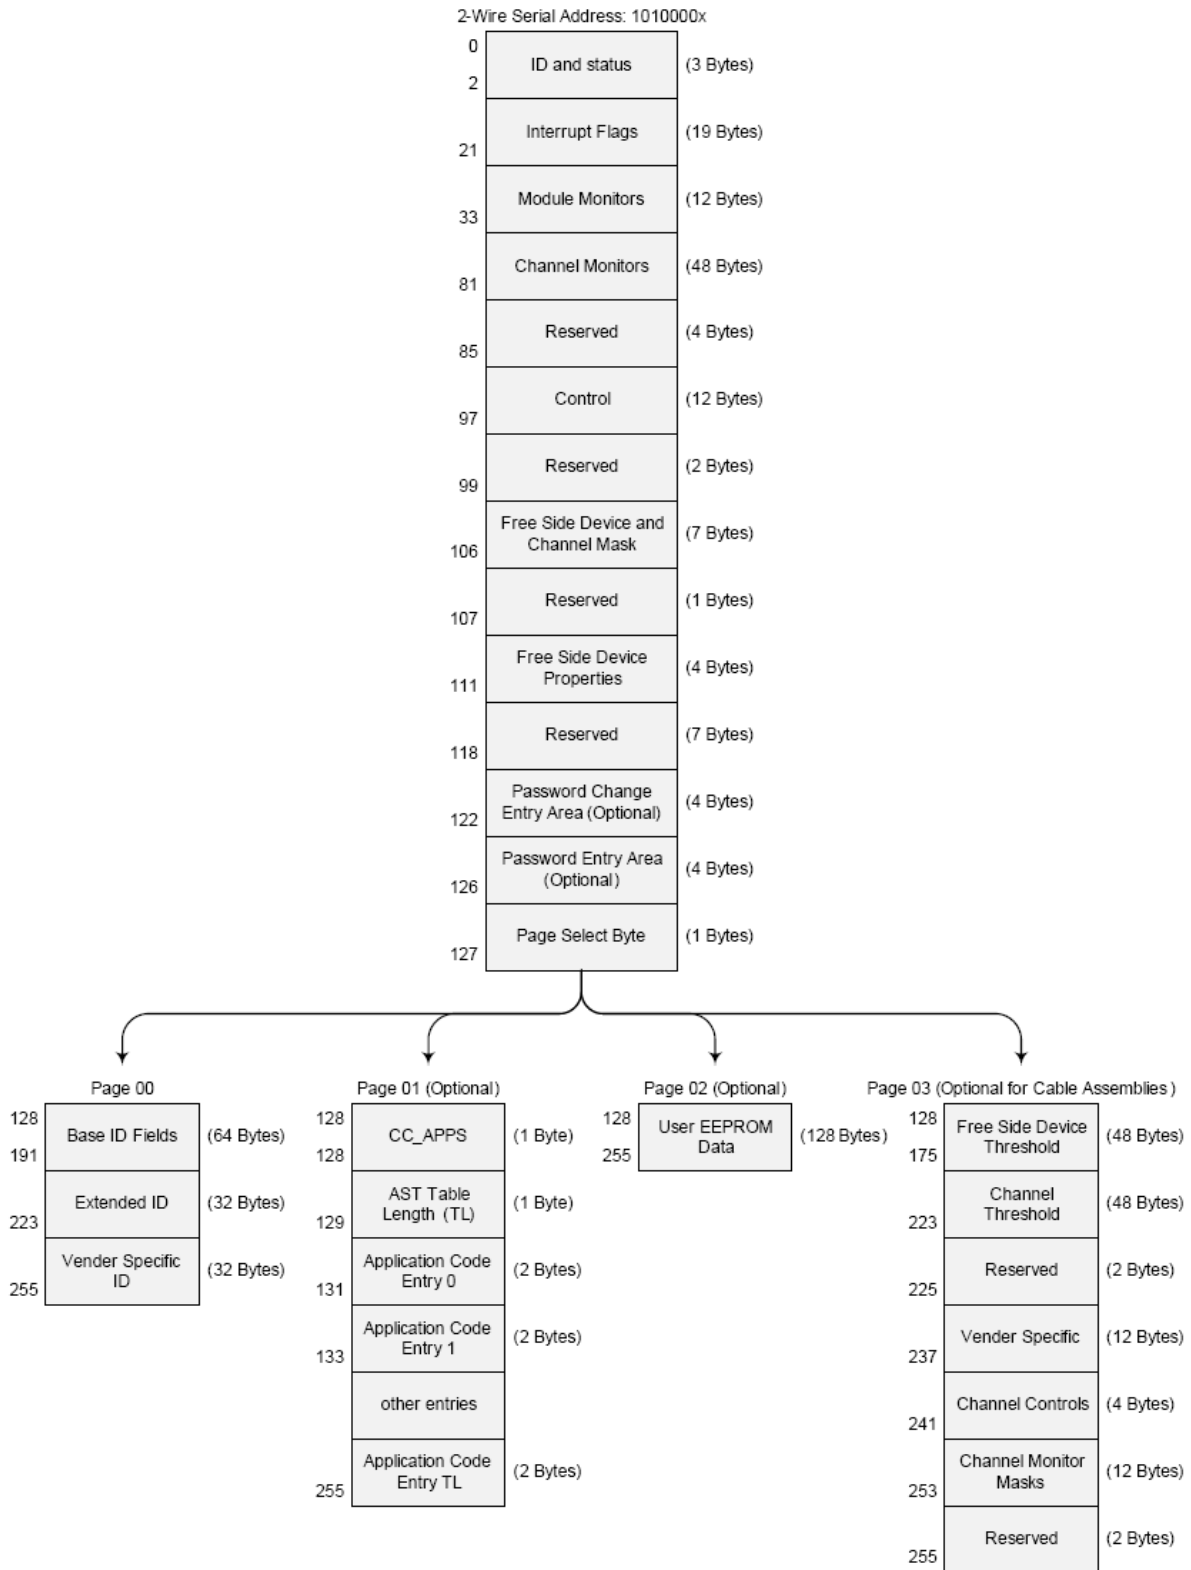 2-Wire Serial Address: 1010000x
0
ID and status
(3 Bytes)
2
Interrupt Flags
(19 Bytes)
21
Module Monitors
(12 Bytes)
33
Channel Monitors
(48 Bytes)
81
Reserved
(4 Bytes)
85
Control
(12 Bytes)
97
Reserved
(2 Bytes)
99
Free Side Device and
Channel Mask
(7 Bytes)
106
Reserved
(1 Bytes)
107
Free Side Device
Properties
(4 Bytes)
111
Reserved
(7 Bytes)
118
Password Change
Entry Area (Optional)
(4 Bytes)
122
Password Entry Area
(Optional)
(4 Bytes)
126
Page Select Byte
(1 Bytes)
127
Page 00
128
Base ID Fields
(64 Bytes)
191
Extended ID
(32 Bytes)
223
Vender Specific
ID
(32 Bytes)
255
Page 01 (Optional)
128
CC_APPS
(1 Byte)
128
AST Table
Length (TL)
(1 Byte)
129
Application Code
Entry 0
(2 Bytes)
131
Application Code
Entry 1
(2 Bytes)
133
other entries
Application Code
Entry TL
(2 Bytes)
255
Page 02 (Optional)
128
User EEPROM
Data
(128 Bytes)
255
Page 03 (Optional for Cable Assemblies )
128
Free Side Device
Threshold
(48 Bytes)
175
Channel
Threshold
(48 Bytes)
223
Reserved
(2 Bytes)
225
Vender Specific
(12 Bytes)
237
Channel Controls
(4 Bytes)
241
Channel Monitor
Masks
(12 Bytes)
253
Reserved
(2 Bytes)
255